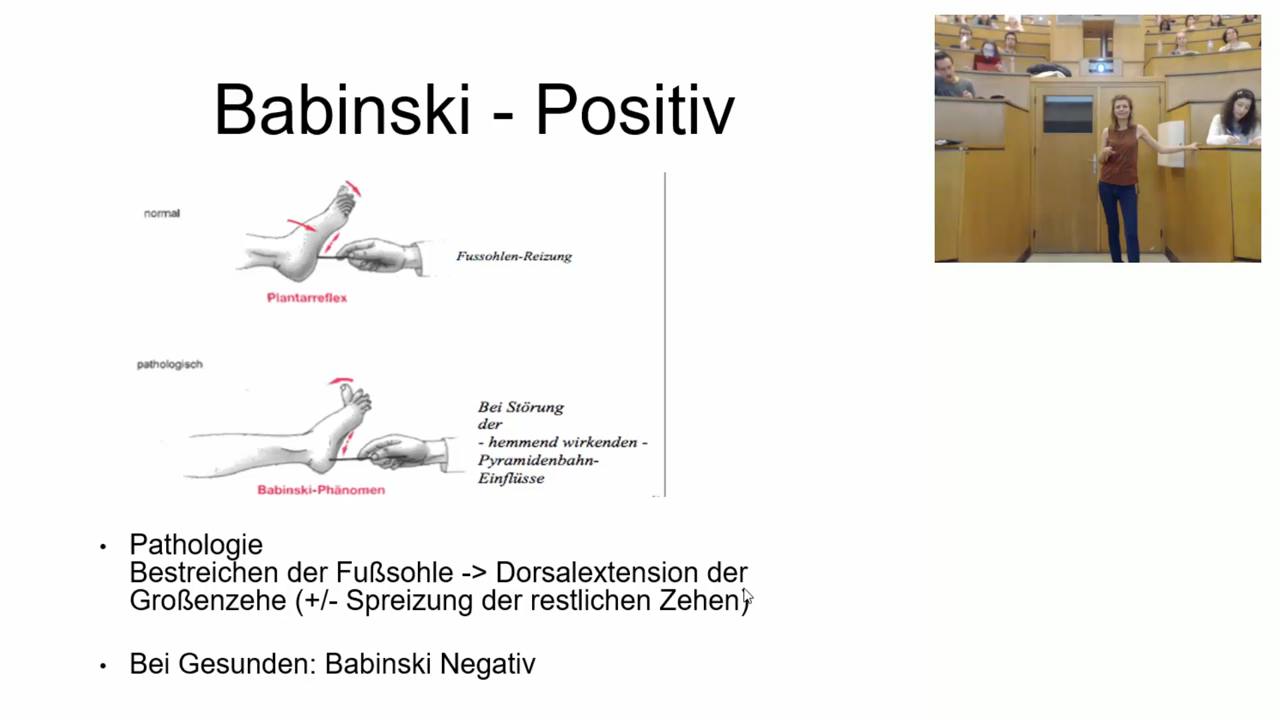 Babinski - Positiv
normal
Fussohlen-Reizung
Plantarreflex
pathologisch
Bei Störung
der
- hemmend wirkenden -
Pyramidenbahn-
Einflüsse
Babinski-Phänomen
• Pathologie
Bestreichen der Fußsohle -> Dorsalextension der
Großenzehe (+/- Spreizung der restlichen Zehen)
• Bei Gesunden: Babinski Negativ